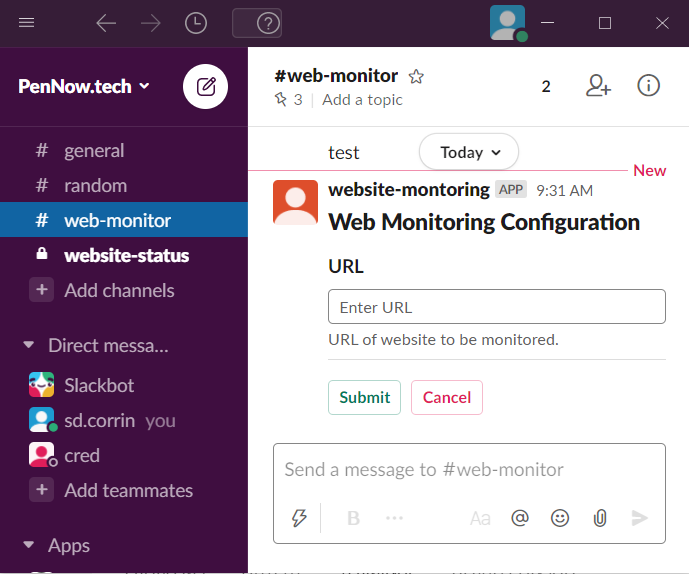 PenNow.tech
# general
# random
# web-monitor
website-status
+ Add channels
Direct messa...
Slackbot
sd.corrin you
cred
+ Add teammates
Apps
#web-monitor
3 | Add a topic
2
test
Today
New
website-montoring APP 9:31 AM
Web Monitoring Configuration
URL
Enter URL
URL of website to be monitored.
Submit Cancel
Send a message to #web-monitor
B ... Aa @